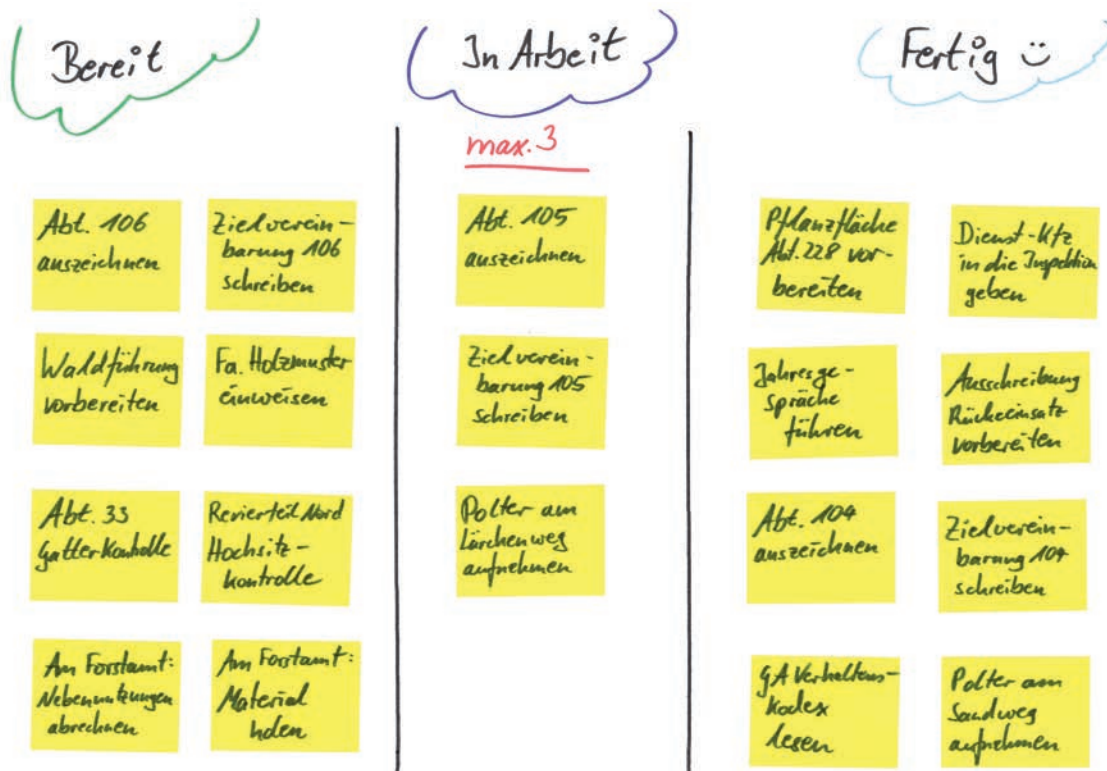 Bereit
In Arbeit
Fertig
max. 3
Abt. 106
auszeichnen
Zielverein-
barung 106
schreiben
Waldführung
vorbereiten
Fa. Holzmuster
einweisen
Abt. 33
Gatterkontrolle
Revierteil Nord
Hochsitz-
kontrolle
Am Forstamt:
Nebennutzungen
abrechnen
Am Forstamt:
Material
holen
Abt. 105
auszeichnen
Zielverein-
barung 105
schreiben
Polter am
Lärchenweg
aufnehmen
Pflanzfläche
Abt. 228 vor-
bereiten
Dienst-Kfz
in die Inspektion
geben
Jahresge-
spräche
führen
Ausschreibung
Rückeeinsatz
vorbereiten
Abt. 104
auszeichnen
Zielverein-
barung 104
schreiben
GA Verhaltens-
kodex
lesen
Polter am
Sandweg
aufnehmen